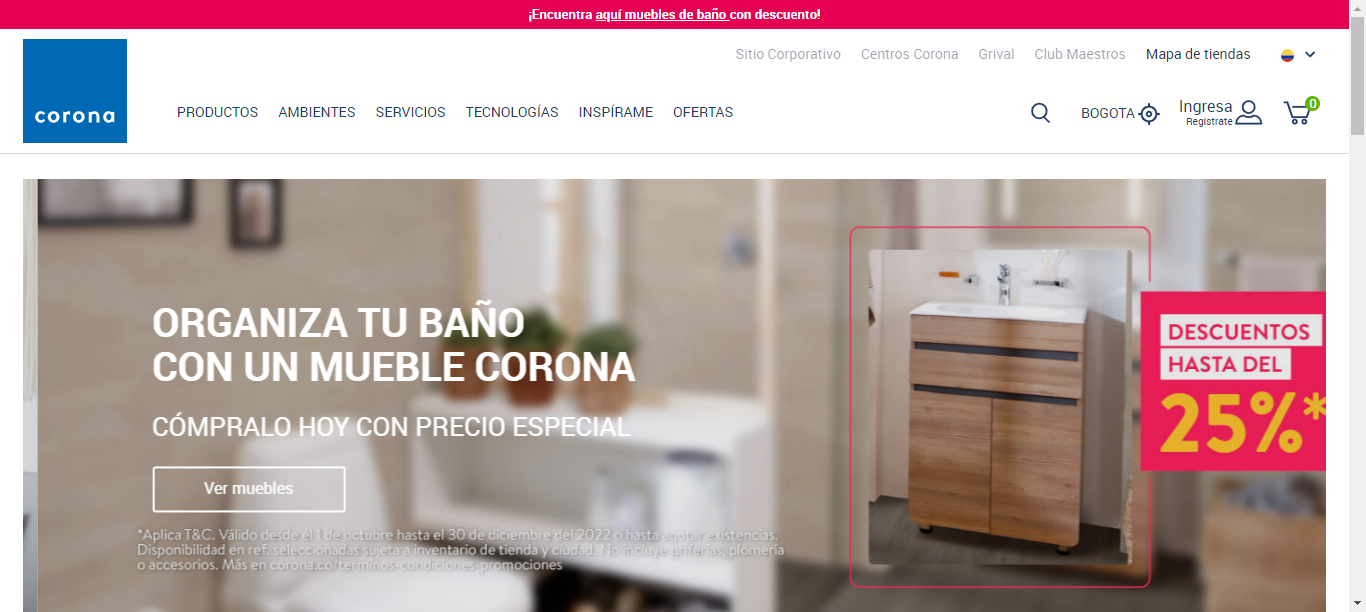 ¡Encuentra aquí muebles de baño con descuento!
Sitio Corporativo Centros Corona Grival Club Maestros Mapa de tiendas
corona
PRODUCTOS AMBIENTES SERVICIOS TECNOLOGÍAS INSPÍRAME OFERTAS
BOGOTA
Ingresa
Regístrate
0
ORGANIZA TU BAÑO
CON UN MUEBLE CORONA
CÓMPRALO HOY CON PRECIO ESPECIAL
Ver muebles
*Aplica T&C. Válido desde el 1 de octubre hasta el 30 de diciembre del 2022 o hasta agotar existencias.
Disponibilidad en ref. seleccionadas sujeta a inventario de tienda y ciudad. No incluye griferías, plomería
o accesorios. Más en corona.co/terminos-condiciones-promociones
DESCUENTOS
HASTA DEL
25%*